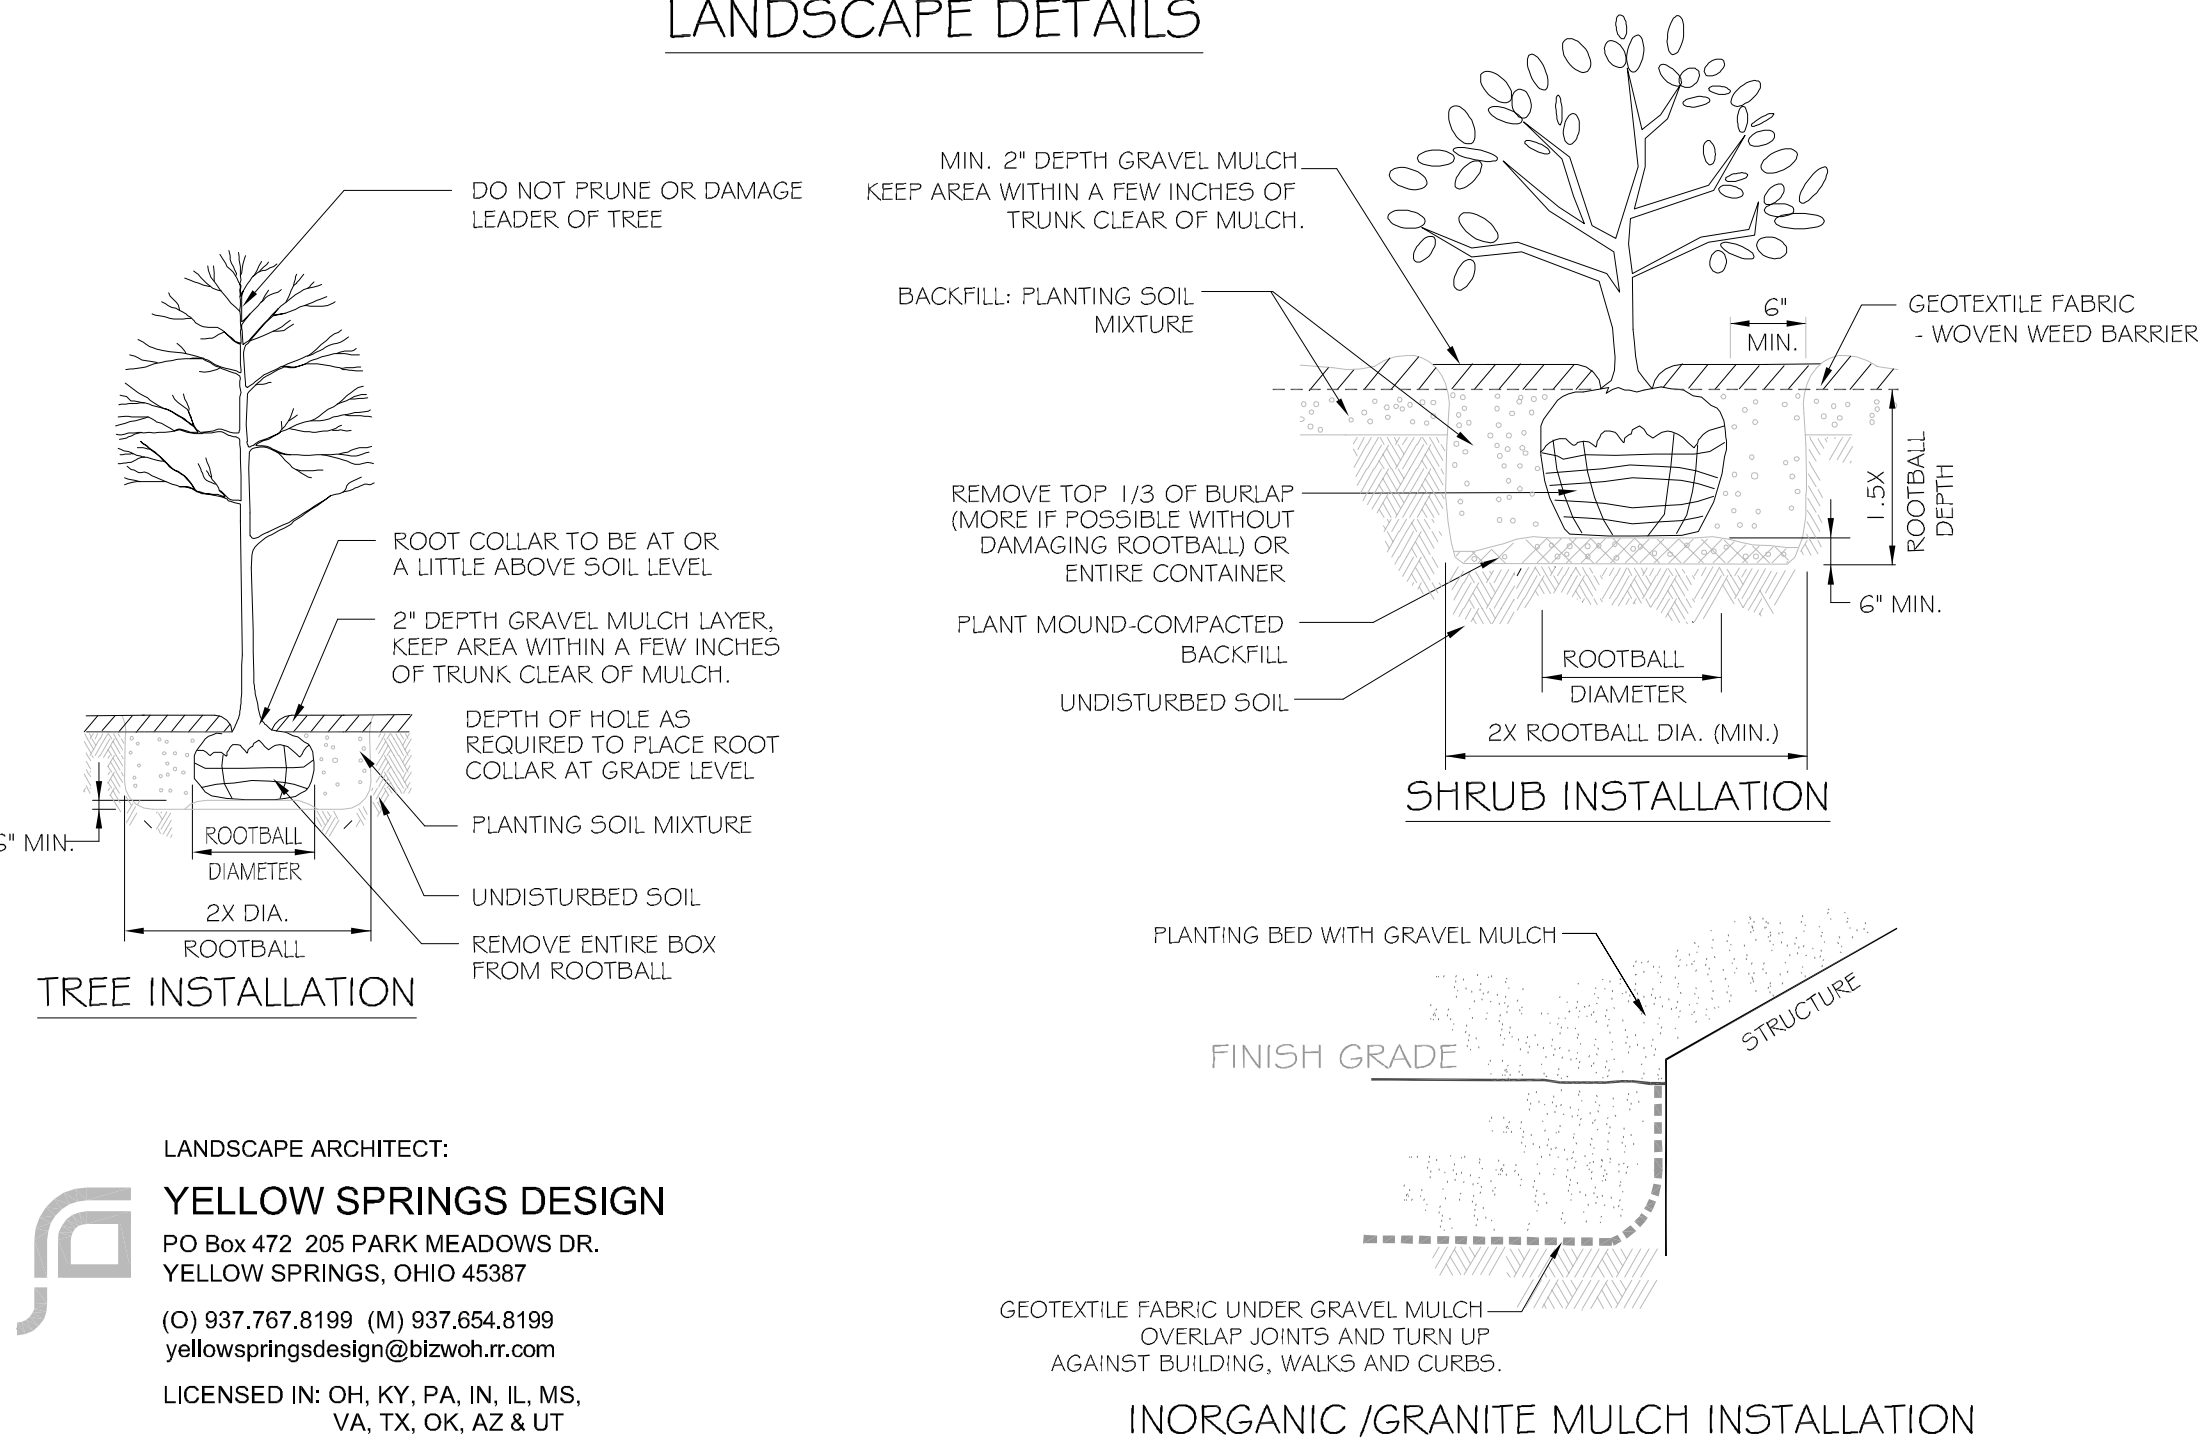 LANDSCAPE DETAILS
DO NOT PRUNE OR DAMAGE
LEADER OF TREE
ROOT COLLAR TO BE AT OR
A LITTLE ABOVE SOIL LEVEL
2" DEPTH GRAVEL MULCH LAYER,
KEEP AREA WITHIN A FEW INCHES
OF TRUNK CLEAR OF MULCH.
DEPTH OF HOLE AS
REQUIRED TO PLACE ROOT
COLLAR AT GRADE LEVEL
PLANTING SOIL MIXTURE
UNDISTURBED SOIL
REMOVE ENTIRE BOX
FROM ROOTBALL
6" MIN.
ROOTBALL
DIAMETER
2X DIA.
ROOTBALL
TREE INSTALLATION
MIN. 2" DEPTH GRAVEL MULCH
KEEP AREA WITHIN A FEW INCHES OF
TRUNK CLEAR OF MULCH.
BACKFILL: PLANTING SOIL
MIXTURE
REMOVE TOP 1/3 OF BURLAP
(MORE IF POSSIBLE WITHOUT
DAMAGING ROOTBALL) OR
ENTIRE CONTAINER
PLANT MOUND-COMPACTED
BACKFILL
UNDISTURBED SOIL
6"
MIN.
GEOTEXTILE FABRIC
- WOVEN WEED BARRIER
1.5X
ROOTBALL
DEPTH
6" MIN.
ROOTBALL
DIAMETER
2X ROOTBALL DIA. (MIN.)
SHRUB INSTALLATION
PLANTING BED WITH GRAVEL MULCH
STRUCTURE
FINISH GRADE
GEOTEXTILE FABRIC UNDER GRAVEL MULCH
OVERLAP JOINTS AND TURN UP
AGAINST BUILDING, WALKS AND CURBS.
INORGANIC /GRANITE MULCH INSTALLATION
LANDSCAPE ARCHITECT:
YELLOW SPRINGS DESIGN
PO Box 472 205 PARK MEADOWS DR.
YELLOW SPRINGS, OHIO 45387
(O) 937.767.8199 (M) 937.654.8199
yellowspringsdesign@bizwoh.rr.com
LICENSED IN: OH, KY, PA, IN, IL, MS,
VA, TX, OK, AZ & UT